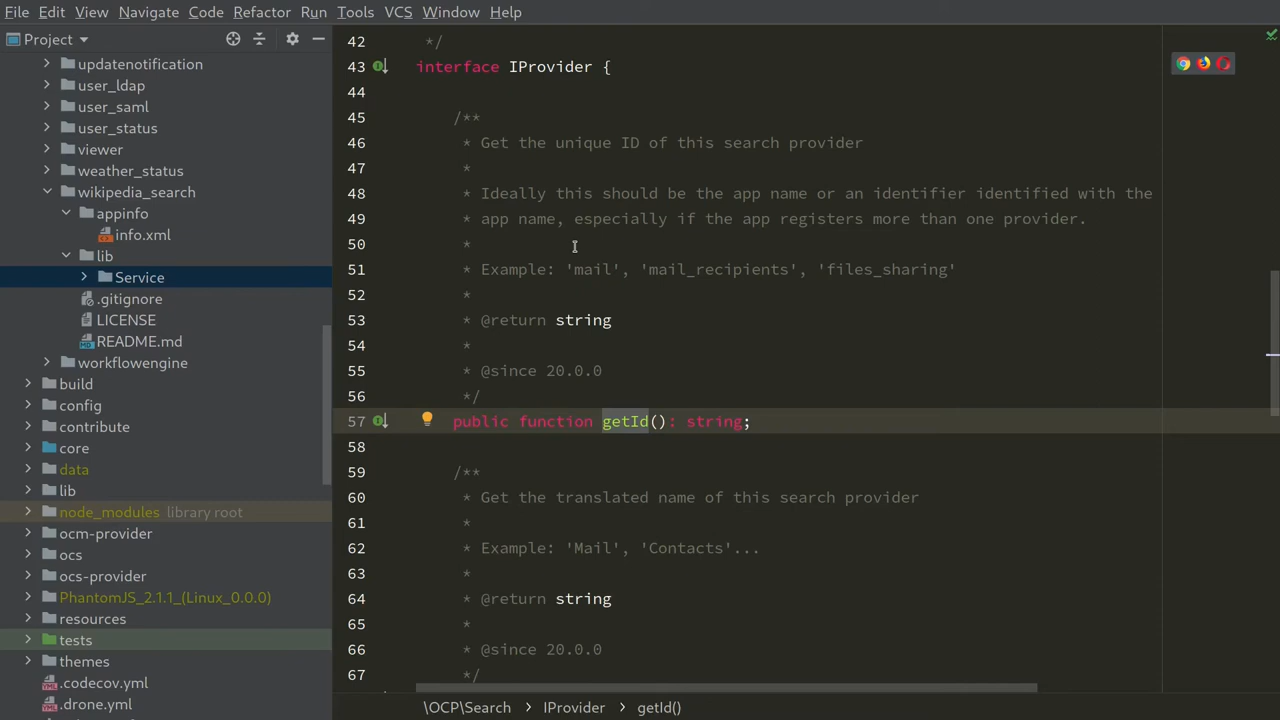 File Edit View Navigate Code Refactor Run Tools VCS Window Help
Project
updatenotification
user_ldap
user_saml
user_status
viewer
weather_status
wikipedia_search
appinfo
info.xml
lib
Service
.gitignore
LICENSE
README.md
workflowengine
build
config
contribute
core
data
lib
node_modules library root
ocm-provider
ocs
ocs-provider
PhantomJS_2.1.1_(Linux_0.0.0)
resources
tests
themes
.codecov.yml
.drone.yml
42 */
43 interface IProvider {
44
45 /**
46 * Get the unique ID of this search provider
47 *
48 * Ideally this should be the app name or an identifier identified with the
49 * app name, especially if the app registers more than one provider.
50 *
51 * Example: 'mail', 'mail_recipients', 'files_sharing'
52 *
53 * @return string
54 *
55 * @since 20.0.0
56 */
57 public function getId(): string;
58
59 /**
60 * Get the translated name of this search provider
61 *
62 * Example: 'Mail', 'Contacts'...
63 *
64 * @return string
65 *
66 * @since 20.0.0
67 */
\OCP\Search > IProvider > getId()